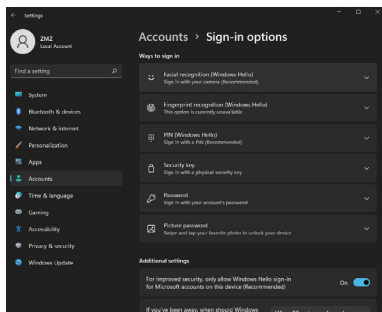 Settings
ZMZ
Local Account
Find a setting
System
Bluetooth & devices
Network & internet
Personalization
Apps
Accounts
Time & language
Gaming
Accessibility
Privacy & security
Windows Update
Accounts > Sign-in options
Ways to sign in
Facial recognition (Windows Hello)
Sign in with your camera (Recommended)
Fingerprint recognition (Windows Hello)
This option is currently unavailable
PIN (Windows Hello)
Sign in with a PIN (Recommended)
Security key
Sign in with a physical security key
Password
Sign in with your account's password
Picture password
Swipe and tap your favorite photo to unlock your device
Additional settings
For improved security, only allow Windows Hello sign-in
for Microsoft accounts on this device (Recommended)
On
If you've been away, when should Windows